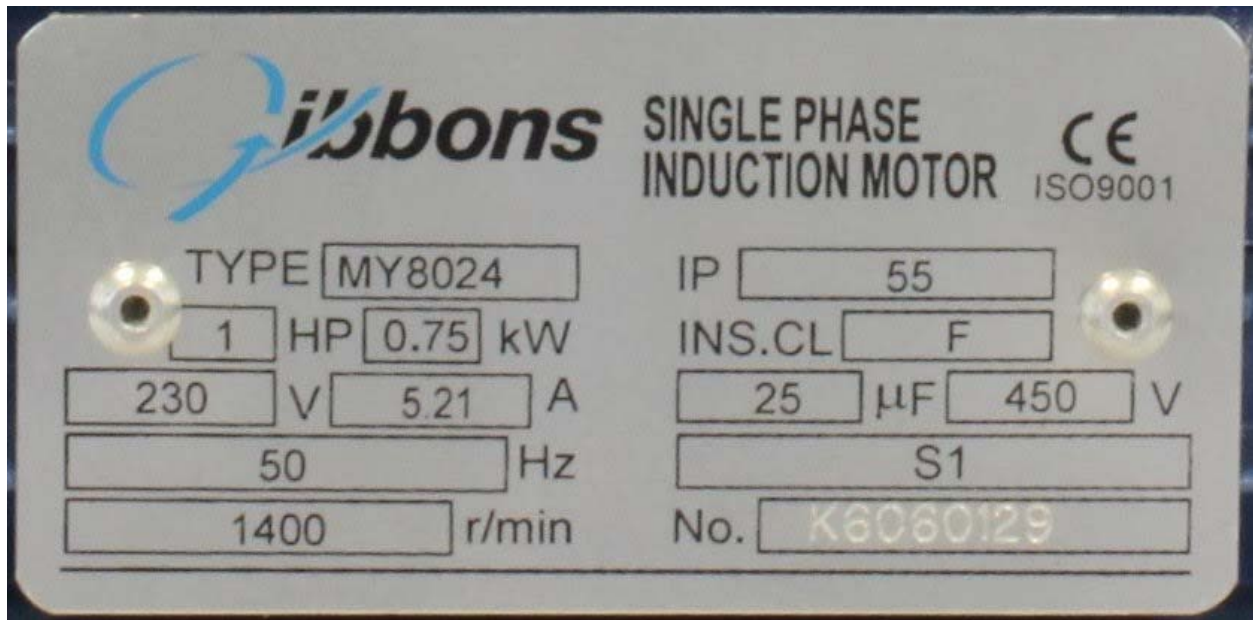 Gibbons
SINGLE PHASE
INDUCTION MOTOR
CE
ISO9001
TYPE MY8024
1 HP 0.75 kW
230 V 5.21 A
50 Hz
1400 r/min
IP 55
INS.CL F
25 µF 450 V
S1
No. K6060129